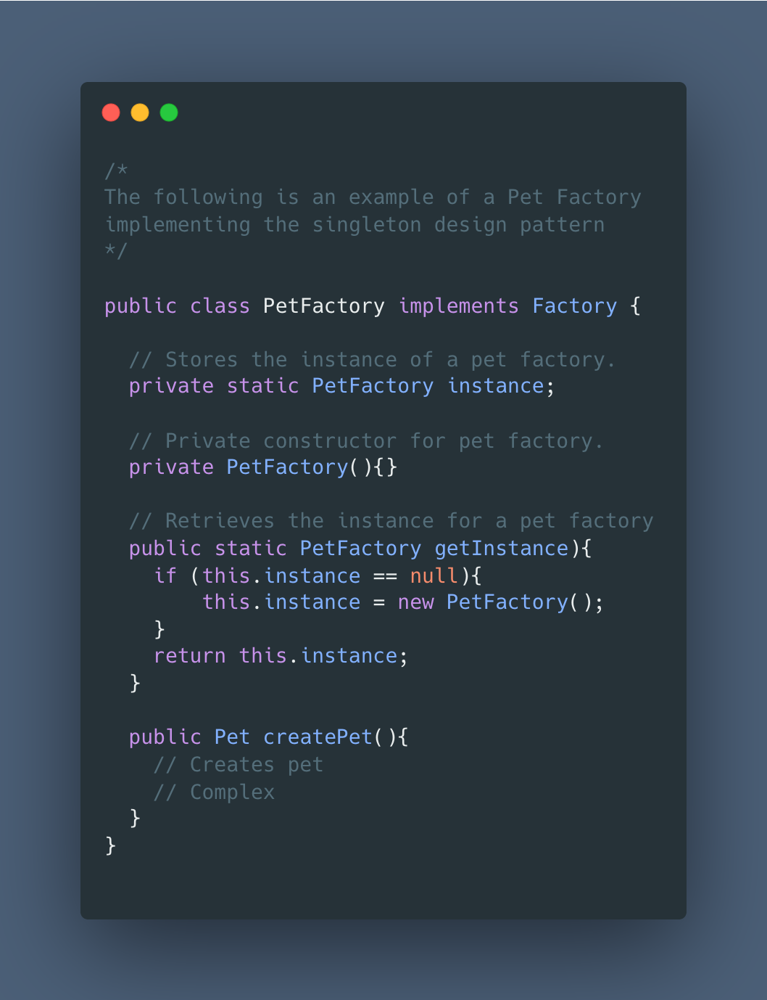 /*
The following is an example of a Pet Factory
implementing the singleton design pattern
*/
public class PetFactory implements Factory {
// Stores the instance of a pet factory.
private static PetFactory instance;
// Private constructor for pet factory.
private PetFactory(){}
// Retrieves the instance for a pet factory
public static PetFactory getInstance){
if (this.instance == null){
this.instance = new PetFactory();
}
return this.instance;
}
public Pet createPet(){
// Creates pet
// Complex
}
}